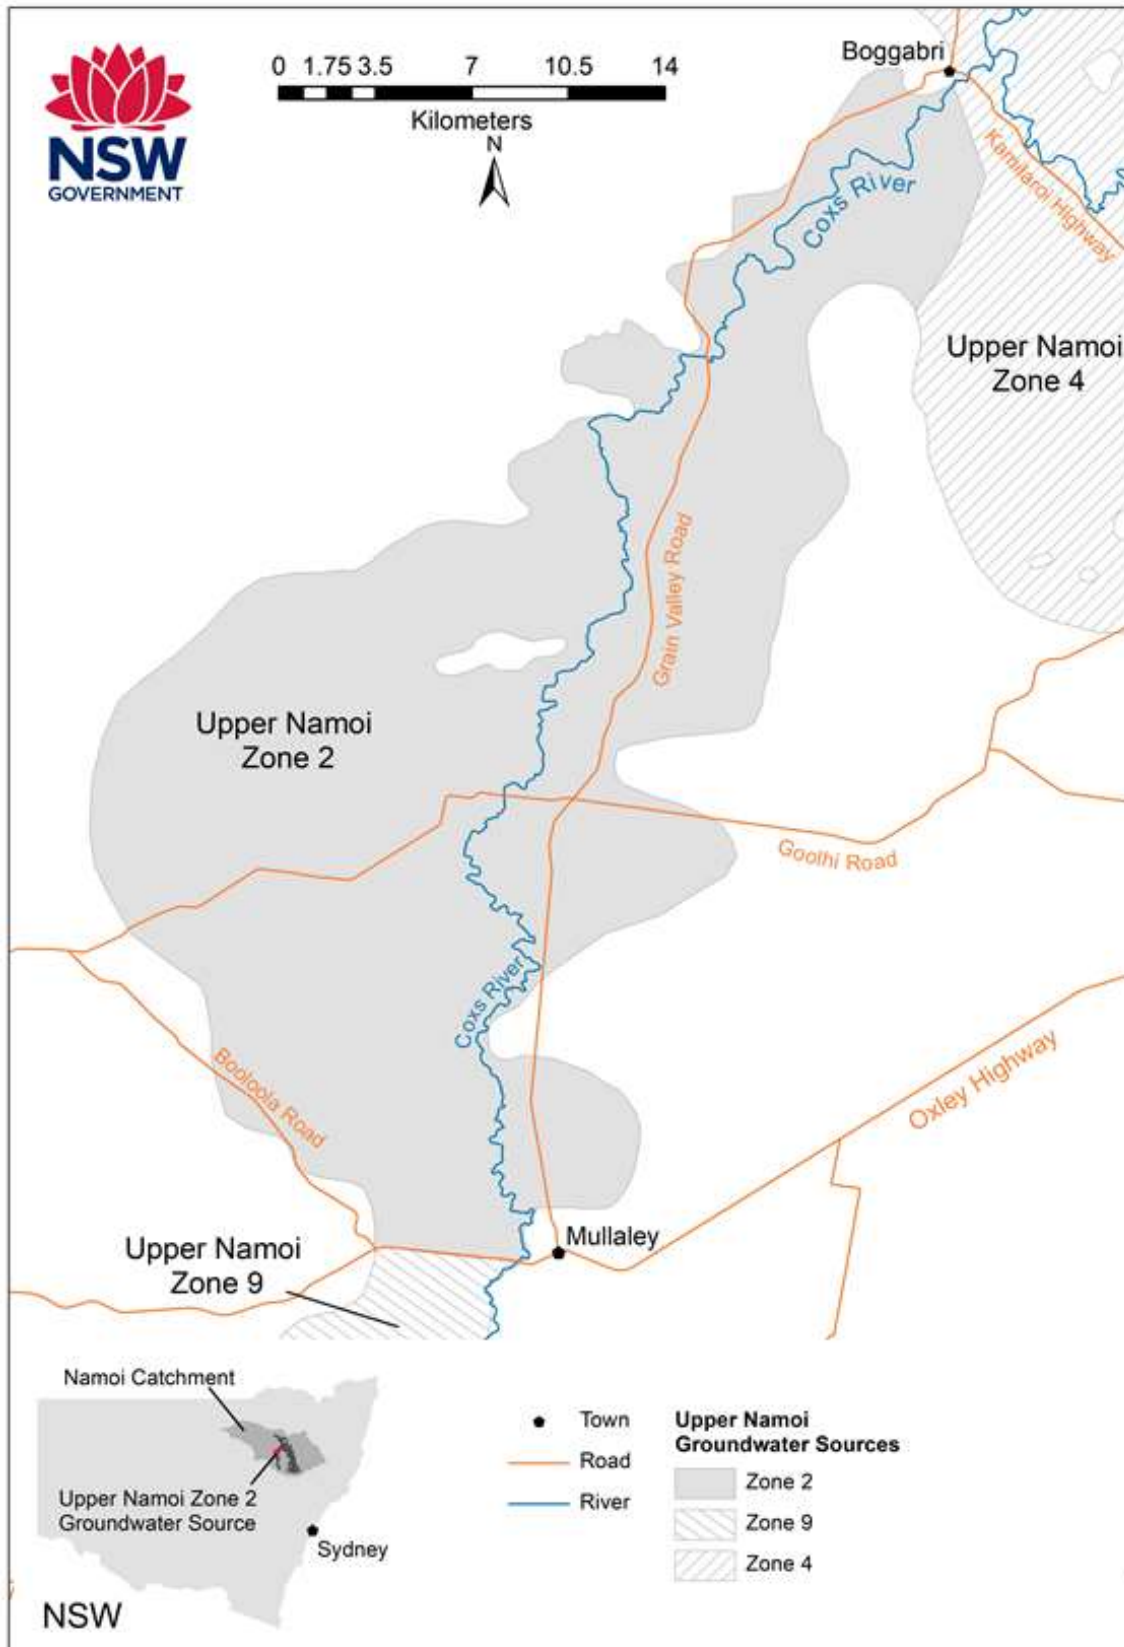 NSW
GOVERNMENT
0 1.75 3.5 7 10.5 14
Kilometers
N
Boggabri
Kamilaroi Highway
Coxs River
Upper Namoi
Zone 4
Grain Valley Road
Upper Namoi
Zone 2
Goolhi Road
Coxs River
Booloola Road
Oxley Highway
Mullaley
Upper Namoi
Zone 9
Namoi Catchment
Upper Namoi Zone 2
Groundwater Source
Sydney
NSW
Town
Road
River
Upper Namoi
Groundwater Sources
Zone 2
Zone 9
Zone 4